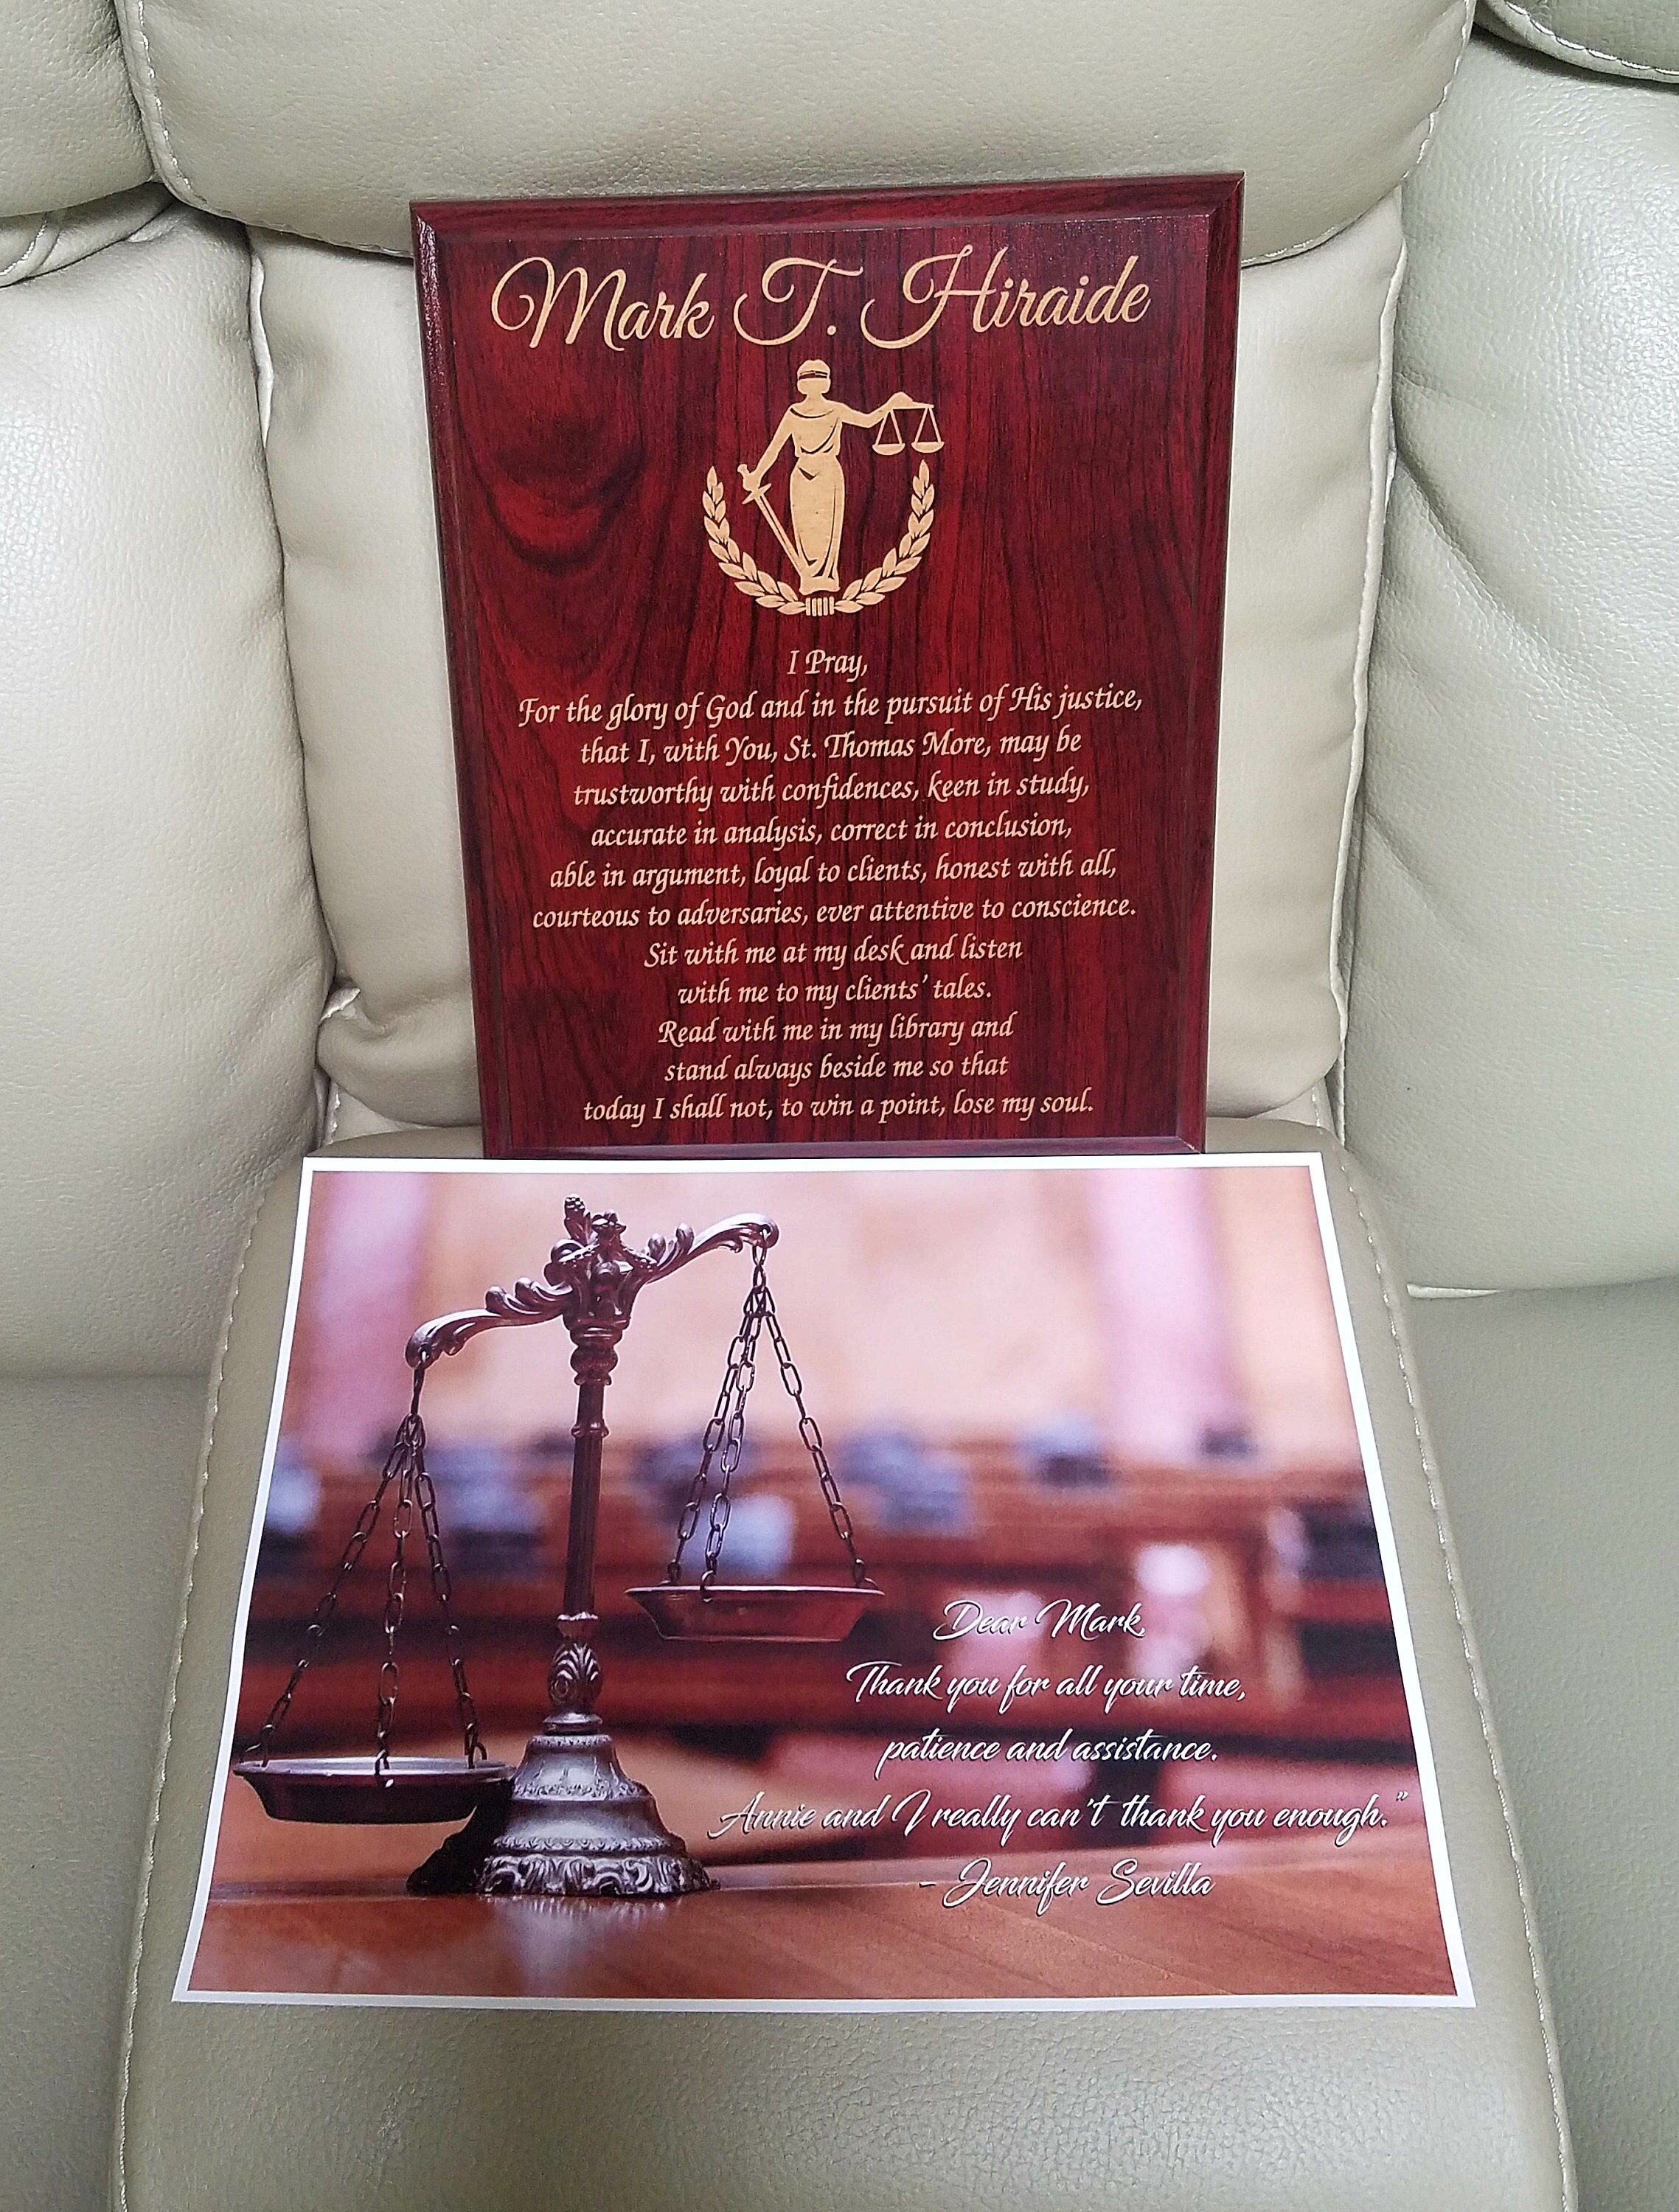 Mark T. Hiraide
I Pray,
For the glory of God and in the pursuit of His justice,
that I, with You, St. Thomas More, may be
trustworthy with confidences, keen in study,
accurate in analysis, correct in conclusion,
able in argument, loyal to clients, honest with all,
courteous to adversaries, ever attentive to conscience.
Sit with me at my desk and listen
with me to my clients' tales.
Read with me in my library and
stand always beside me so that
today I shall not, to win a point, lose my soul.
Dear Mark,
Thank you for all your time,
patience and assistance.
Annie and I really can't thank you enough."
- Jennifer Sevilla